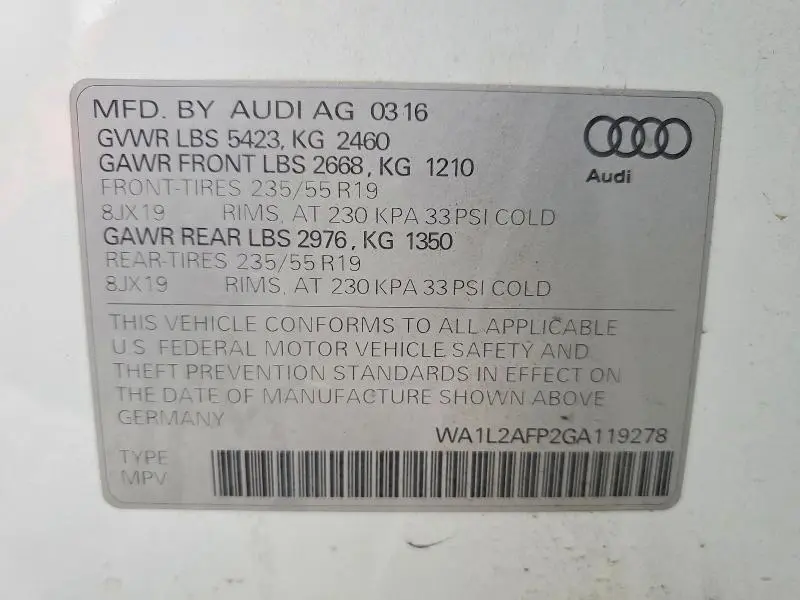 MFD. BY AUDI AG 0316
GVWR LBS 5423, KG 2460
GAWR FRONT LBS 2668, KG 1210
FRONT-TIRES 235/55 R19
8JX19 RIMS, AT 230 KPA 33 PSI COLD
GAWR REAR LBS 2976, KG 1350
REAR-TIRES 235/55 R19
8JX19 RIMS, AT 230 KPA 33 PSI COLD
Audi
THIS VEHICLE CONFORMS TO ALL APPLICABLE
U.S. FEDERAL MOTOR VEHICLE SAFETY AND
THEFT PREVENTION STANDARDS IN EFFECT ON
THE DATE OF MANUFACTURE SHOWN ABOVE
GERMANY
WA1L2AFP2GA119278
TYPE
MPV